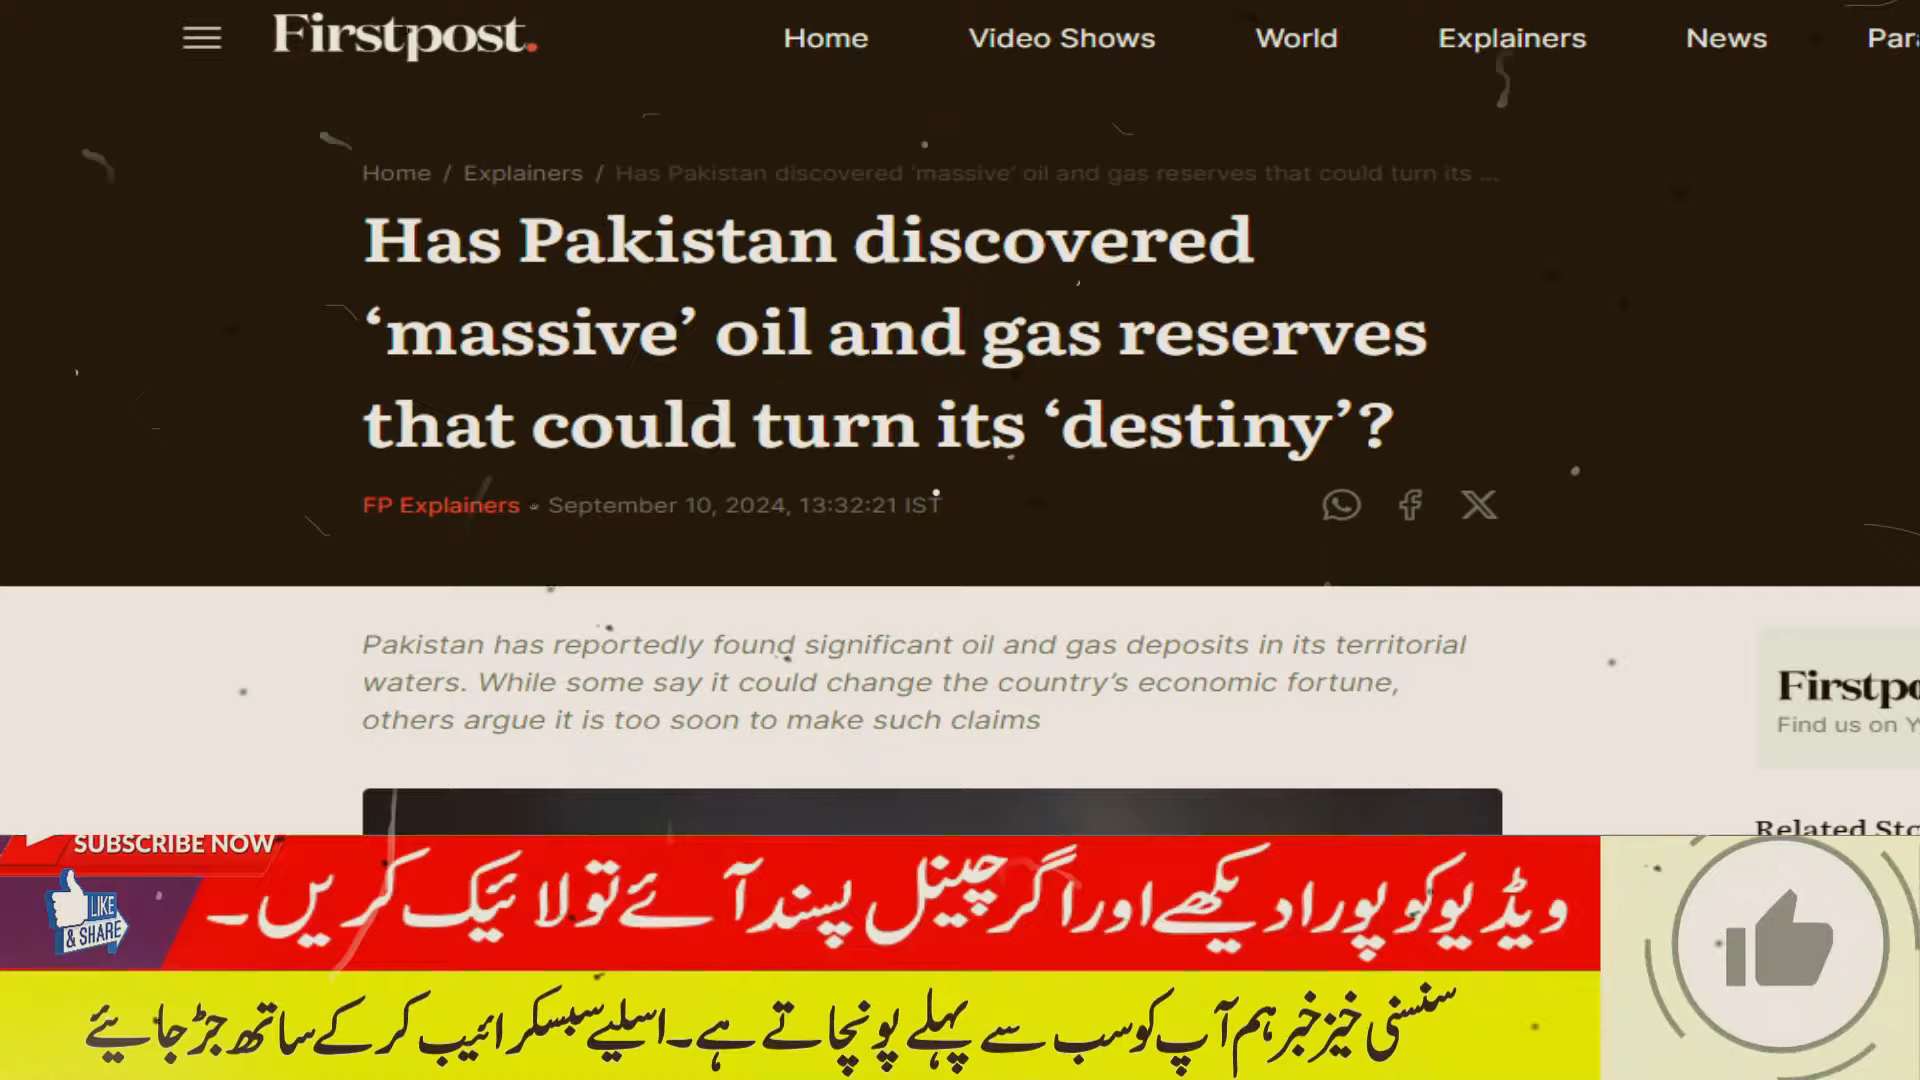 Firstpost.
Home Video Shows World Explainers News
Home / Explainers / Has Pakistan discovered 'massive' oil and gas reserves that could turn its ...
Has Pakistan discovered
‘massive’ oil and gas reserves
that could turn its ‘destiny’?
FP Explainers • September 10, 2024, 13:32:21 IST
Pakistan has reportedly found significant oil and gas deposits in its territorial
waters. While some say it could change the country’s economic fortune,
others argue it is too soon to make such claims
Find us on
Related
SUBSCRIBE NOW
LIKE
& SHARE
ویڈیو کو پورا دیکھے اور اگر چینل پسند آئے تو لائیک کریں۔
سنسنی خیز خبر ہم آپ کو سب سے پہلے پونچاتے ہے۔ اسلیے سبسکرائیب کر کے ساتھ جڑ جایئے